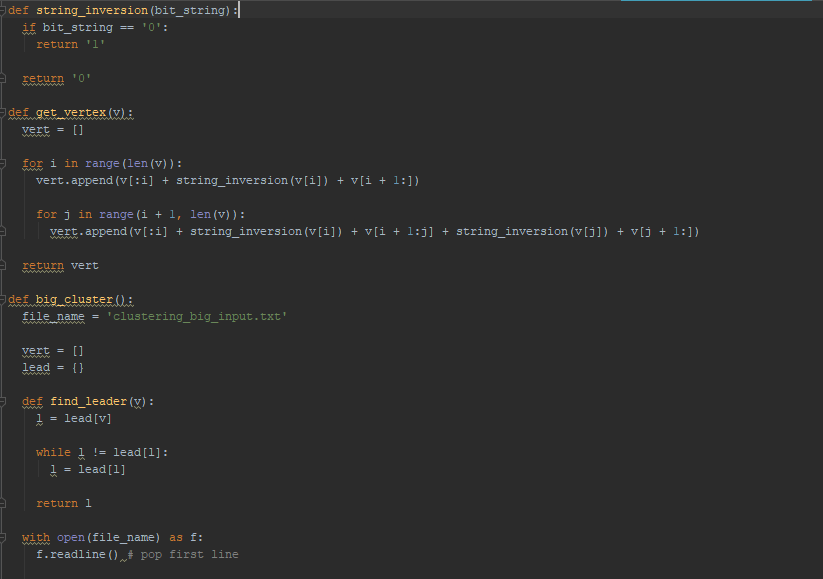 def string_inversion(bit_string):
  if bit_string == '0':
    return '1'

  return '0'

def get_vertex(v):
  vert = []

  for i in range(len(v)):
    vert.append(v[:i] + string_inversion(v[i]) + v[i + 1:])

    for j in range(i + 1, len(v)):
      vert.append(v[:i] + string_inversion(v[i]) + v[i + 1:j] + string_inversion(v[j]) + v[j + 1:])

  return vert

def big_cluster():
  file_name = 'clustering_big_input.txt'

  vert = []
  lead = {}

  def find_leader(v):
    l = lead[v]

    while l != lead[l]:
      l = lead[l]

    return l

  with open(file_name) as f:
    f.readline() # pop first line